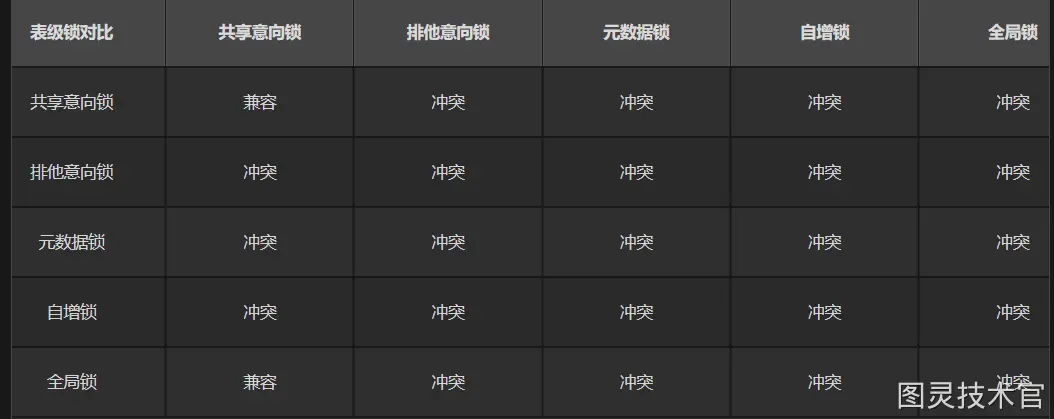 表级锁对比 共享意向锁 排他意向锁 元数据锁 自增锁 全局锁
共享意向锁 兼容 冲突 冲突 冲突 冲突
排他意向锁 冲突 冲突 冲突 冲突 冲突
元数据锁 冲突 冲突 冲突 冲突 冲突
自增锁 冲突 冲突 冲突 冲突 冲突
全局锁 兼容 冲突 冲突 冲突 冲突
图灵技术官